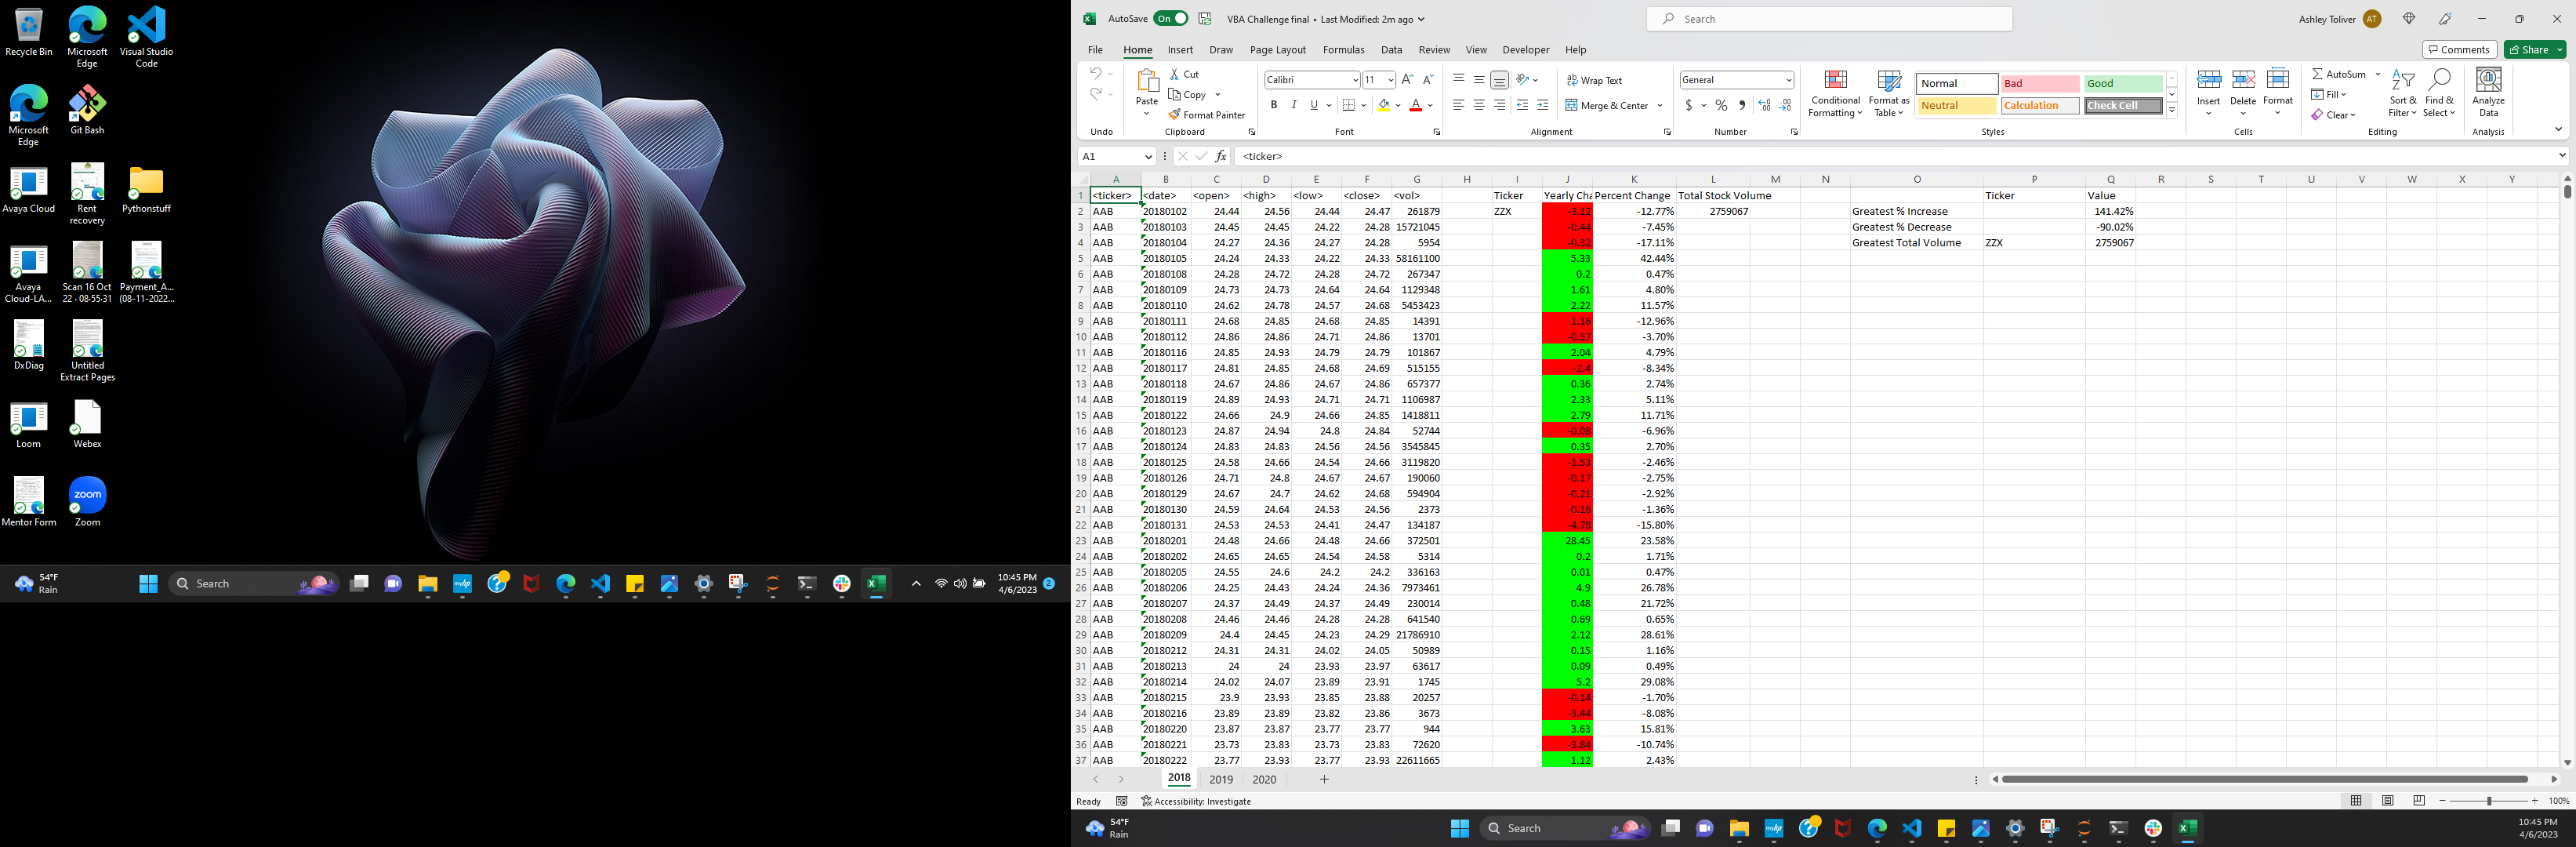 Recycle Bin
Microsoft Edge
Visual Studio Code
Microsoft Edge
Git Bash
Avaya Cloud
Rent recovery
Pythonstuff
Avaya Cloud-LA...
Scan 16 Oct 22 · 08·55·31
Payment_A... (08-11-2022...
DxDiag
Untitled Extract Pages
Loom
Webex
Mentor Form
zoom
Zoom
54°F
Rain
Search
10:45 PM
4/6/2023
2
AutoSave On VBA Challenge final • Last Modified: 2m ago
Search
Ashley Toliver AT
File Home Insert Draw Page Layout Formulas Data Review View Developer Help
Comments Share
Paste Cut Copy Format Painter
Calibri 11
B I U
Wrap Text
Merge & Center
General
$ %
Conditional Formatting
Format as Table
Normal Bad Good
Neutral Calculation Check Cell
Insert Delete Format
AutoSum
Fill
Clear
Sort & Filter
Find & Select
Analyze Data
Undo Clipboard Font Alignment Number Styles Cells Editing Analysis
A1 fx <ticker>
A B C D E F G H I J K L M N O P Q R S T U V W X Y
1 <ticker> <date> <open> <high> <low> <close> <vol> Ticker Yearly Cha Percent Change Total Stock Volume Ticker Value
2 AAB 20180102 24.44 24.56 24.44 24.47 261879 ZZX -3.12 -12.77% 2759067 Greatest % Increase 141.42%
3 AAB 20180103 24.45 24.45 24.22 24.28 15721045 -0.44 -7.45% Greatest % Decrease -90.02%
4 AAB 20180104 24.27 24.36 24.27 24.28 5954 -0.32 -17.11% Greatest Total Volume ZZX 2759067
5 AAB 20180105 24.24 24.33 24.22 24.33 58161100 5.33 42.44%
6 AAB 20180108 24.28 24.72 24.28 24.72 267347 0.2 0.47%
7 AAB 20180109 24.73 24.73 24.64 24.64 1129348 1.61 4.80%
8 AAB 20180110 24.62 24.78 24.57 24.68 5453423 2.22 11.57%
9 AAB 20180111 24.68 24.85 24.68 24.85 14391 -1.16 -12.96%
10 AAB 20180112 24.86 24.86 24.71 24.86 13701 -0.57 -3.70%
11 AAB 20180116 24.85 24.93 24.79 24.79 101867 2.04 4.79%
12 AAB 20180117 24.81 24.85 24.68 24.69 515155 -2.4 -8.34%
13 AAB 20180118 24.67 24.86 24.67 24.86 657377 0.36 2.74%
14 AAB 20180119 24.89 24.93 24.71 24.71 1106987 2.33 5.11%
15 AAB 20180122 24.66 24.9 24.66 24.85 1418811 2.79 11.71%
16 AAB 20180123 24.87 24.94 24.8 24.84 52744 -0.08 -6.96%
17 AAB 20180124 24.83 24.83 24.56 24.56 3545845 0.35 2.70%
18 AAB 20180125 24.58 24.66 24.54 24.66 3119820 -1.53 -2.46%
19 AAB 20180126 24.71 24.8 24.67 24.67 190060 -0.17 -2.75%
20 AAB 20180129 24.67 24.7 24.62 24.68 594904 -0.21 -2.92%
21 AAB 20180130 24.59 24.64 24.53 24.56 2373 -0.16 -1.36%
22 AAB 20180131 24.53 24.53 24.41 24.47 134187 -4.78 -15.80%
23 AAB 20180201 24.48 24.66 24.48 24.66 372501 28.45 23.58%
24 AAB 20180202 24.65 24.65 24.54 24.58 5314 0.2 1.71%
25 AAB 20180205 24.55 24.6 24.2 24.2 336163 0.01 0.47%
26 AAB 20180206 24.25 24.43 24.24 24.36 7973461 4.9 26.78%
27 AAB 20180207 24.37 24.49 24.37 24.49 230014 0.48 21.72%
28 AAB 20180208 24.46 24.46 24.28 24.28 641540 0.69 0.65%
29 AAB 20180209 24.4 24.45 24.23 24.29 21786910 2.12 28.61%
30 AAB 20180212 24.31 24.31 24.02 24.05 50989 0.15 1.16%
31 AAB 20180213 24 24 23.93 23.97 63617 0.09 0.49%
32 AAB 20180214 24.02 24.07 23.89 23.91 1745 5.2 29.08%
33 AAB 20180215 23.9 23.93 23.85 23.88 20257 -0.14 -1.70%
34 AAB 20180216 23.89 23.89 23.82 23.86 3673 -3.44 -8.08%
35 AAB 20180220 23.87 23.87 23.77 23.77 944 3.63 15.81%
36 AAB 20180221 23.73 23.83 23.73 23.83 72620 -3.84 -10.74%
37 AAB 20180222 23.77 23.93 23.77 23.93 22611665 1.12 2.43%
2018 2019 2020
Ready Accessibility: Investigate 100%
54°F
Rain
Search
10:45 PM
4/6/2023